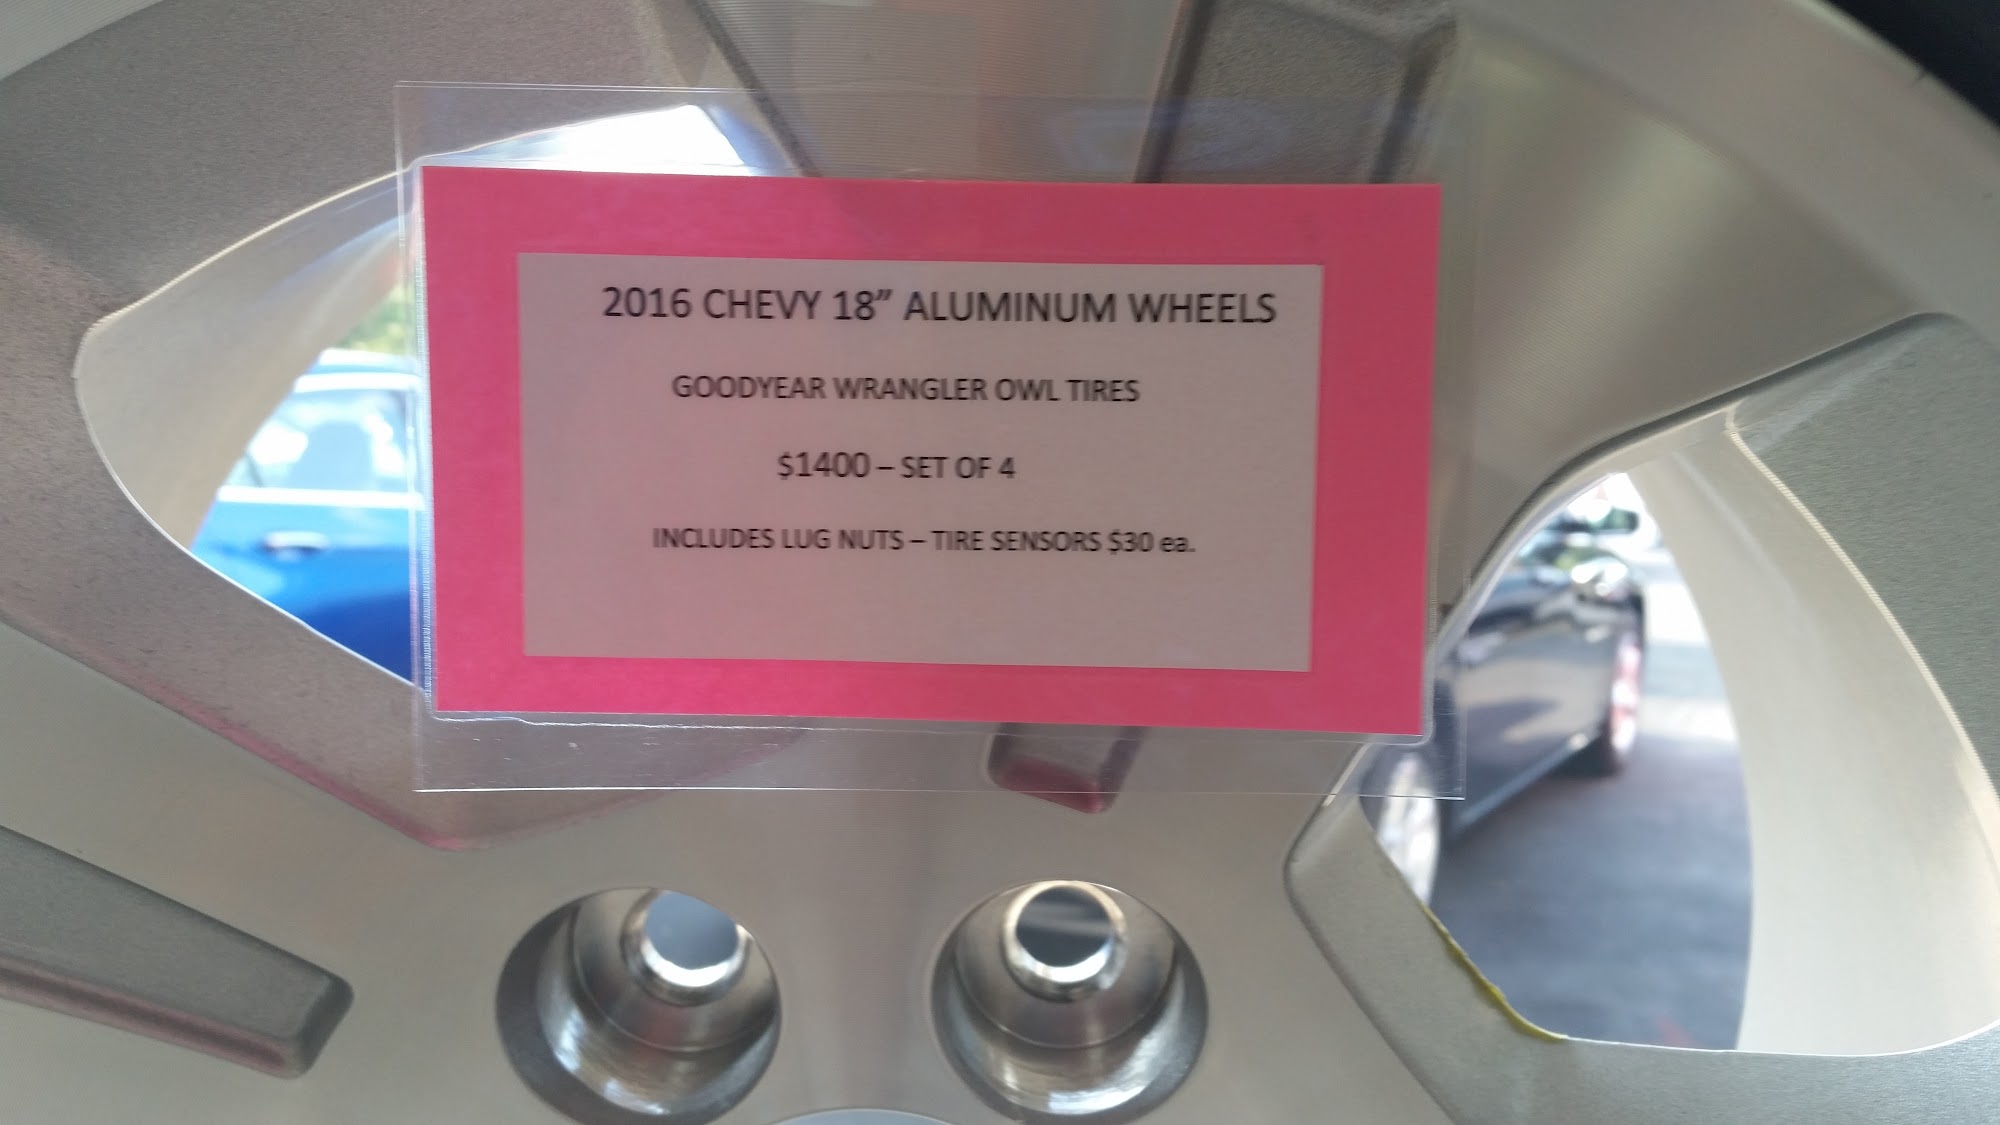 2016 CHEVY 18” ALUMINUM WHEELS
GOODYEAR WRANGLER OWL TIRES
$1400 – SET OF 4
INCLUDES LUG NUTS – TIRE SENSORS $30 ea.